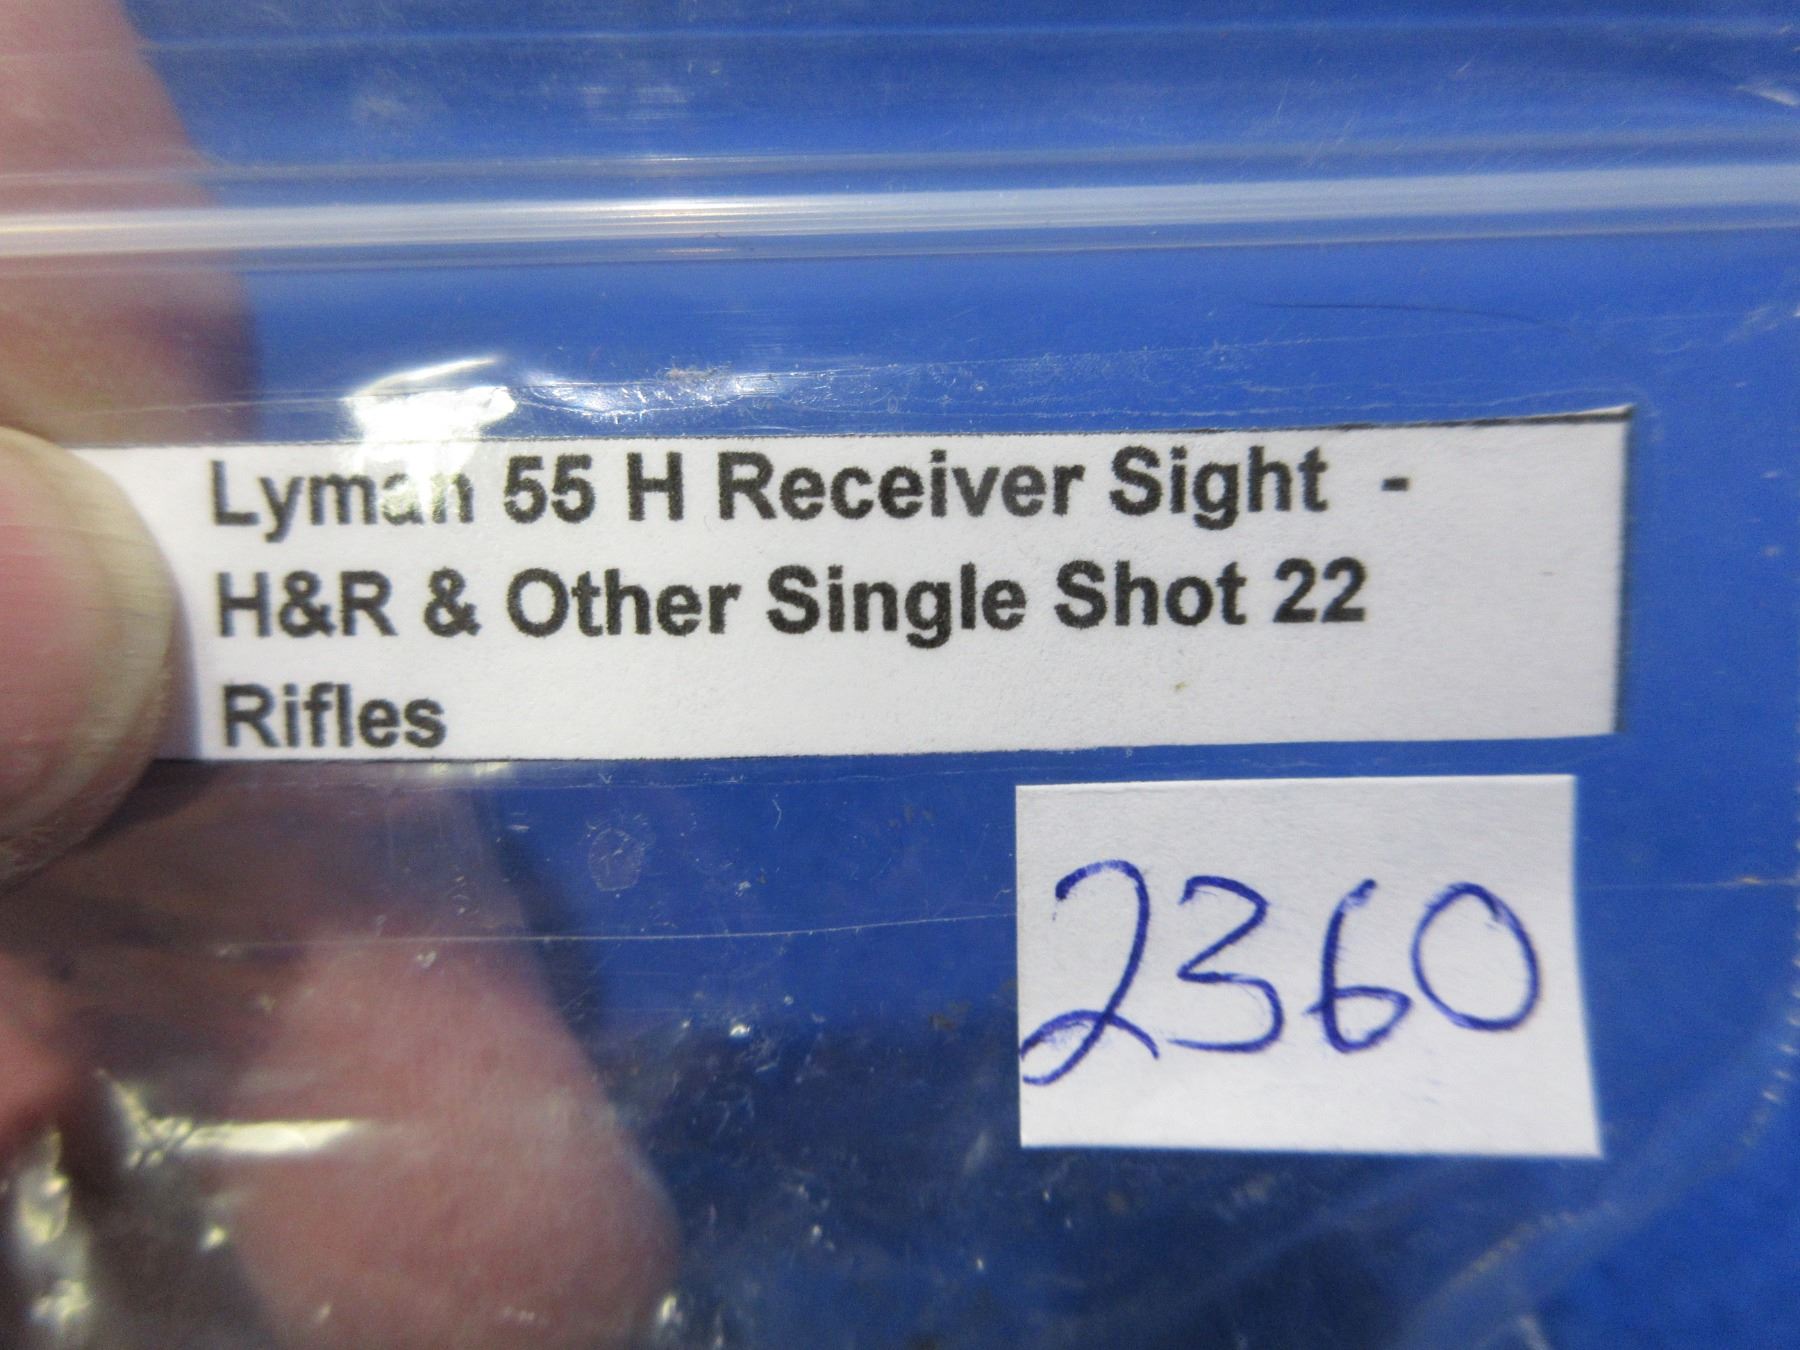 Lyman 55 H Receiver Sight -
H&R & Other Single Shot 22
Rifles
2360